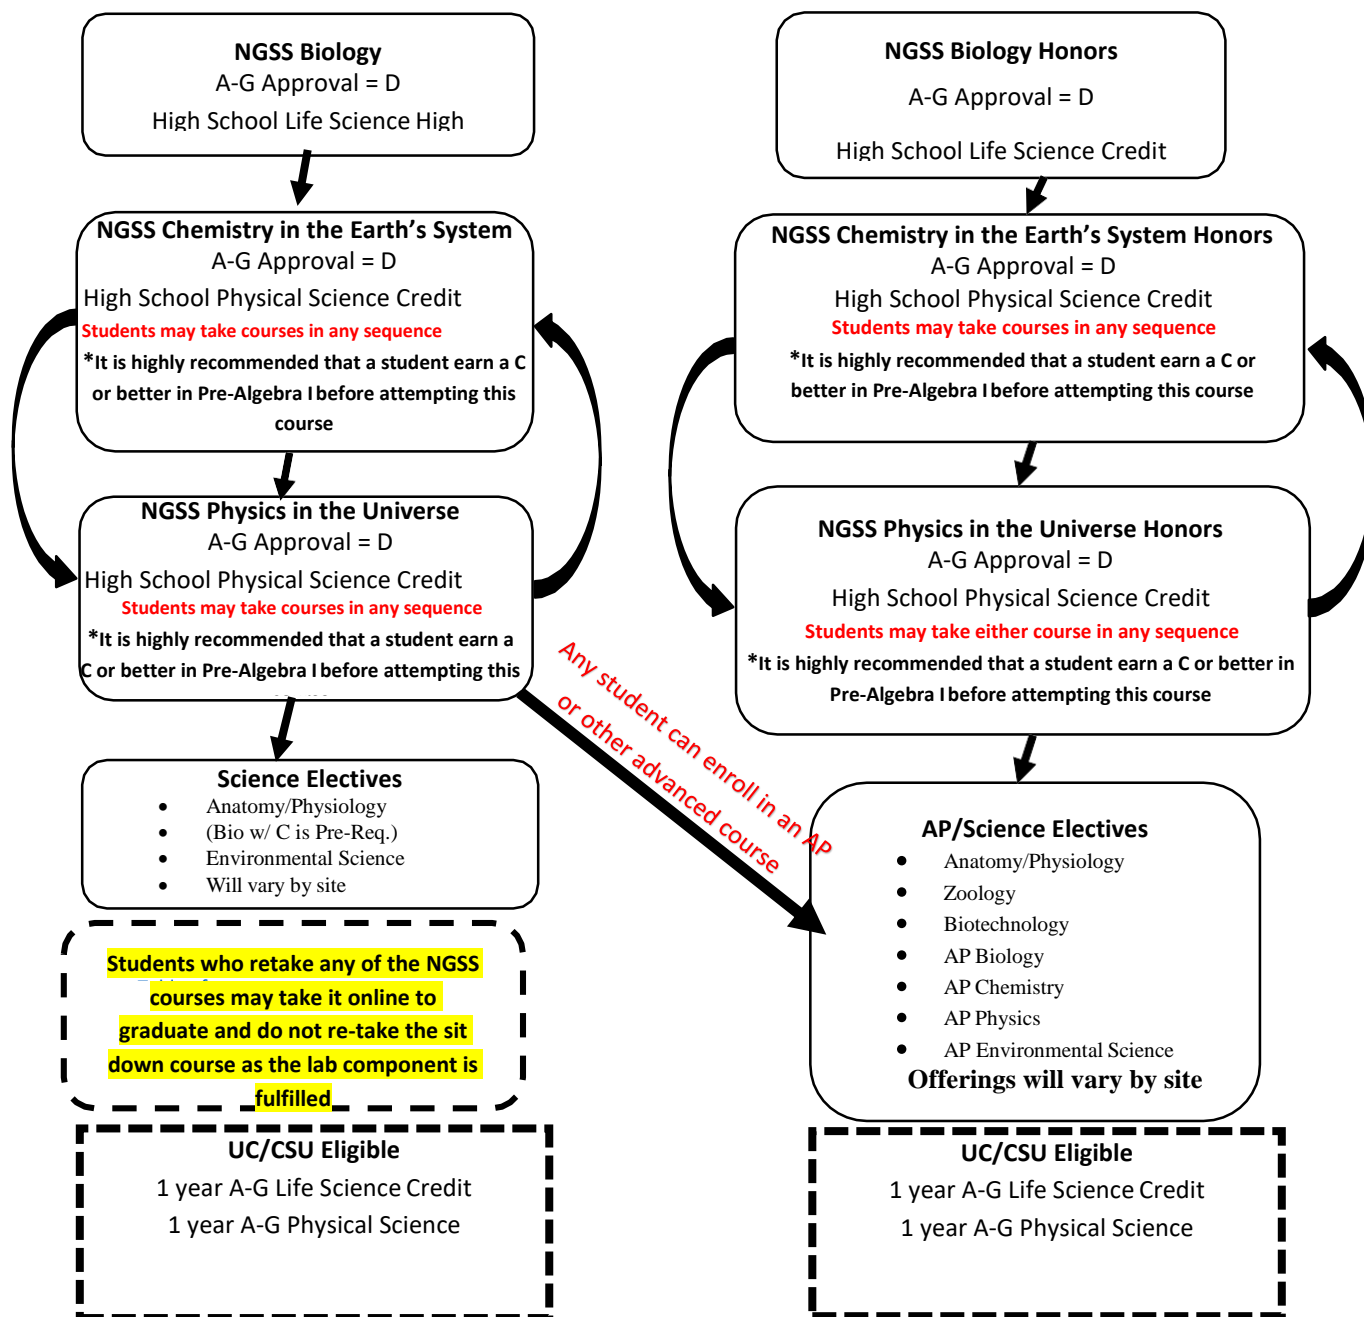 NGSS Biology
A-G Approval = D
High School Life Science High
NGSS Chemistry in the Earth's System
A-G Approval = D
High School Physical Science Credit
Students may take courses in any sequence
*It is highly recommended that a student earn a C
or better in Pre-Algebra I before attempting this
course
NGSS Physics in the Universe
A-G Approval = D
High School Physical Science Credit
Students may take courses in any sequence
*It is highly recommended that a student earn a
C or better in Pre-Algebra I before attempting this
Science Electives
• Anatomy/Physiology
• (Bio w/ C is Pre-Req.)
• Environmental Science
• Will vary by site
Students who retake any of the NGSS
courses may take it online to
graduate and do not re-take the sit
down course as the lab component is
fulfilled
UC/CSU Eligible
1 year A-G Life Science Credit
1 year A-G Physical Science
Any student can enroll in an AP
or other advanced course
NGSS Biology Honors
A-G Approval = D
High School Life Science Credit
NGSS Chemistry in the Earth's System Honors
A-G Approval = D
High School Physical Science Credit
Students may take courses in any sequence
*It is highly recommended that a student earn a C or
better in Pre-Algebra I before attempting this course
NGSS Physics in the Universe Honors
A-G Approval = D
High School Physical Science Credit
Students may take either course in any sequence
*It is highly recommended that a student earn a C or better in
Pre-Algebra I before attempting this course
AP/Science Electives
• Anatomy/Physiology
• Zoology
• Biotechnology
• AP Biology
• AP Chemistry
• AP Physics
• AP Environmental Science
Offerings will vary by site
UC/CSU Eligible
1 year A-G Life Science Credit
1 year A-G Physical Science